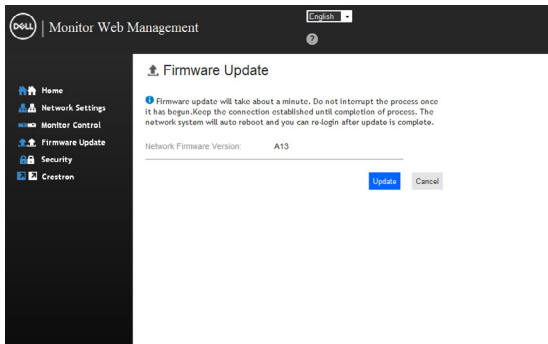 DELL | Monitor Web Management
English
?
Home
Network Settings
Monitor Control
Firmware Update
Security
Crestron
Firmware Update
Firmware update will take about a minute. Do not interrupt the process once
it has begun.Keep the connection established until completion of process. The
network system will auto reboot and you can re-login after update is complete.
Network Firmware Version: A13
Update Cancel